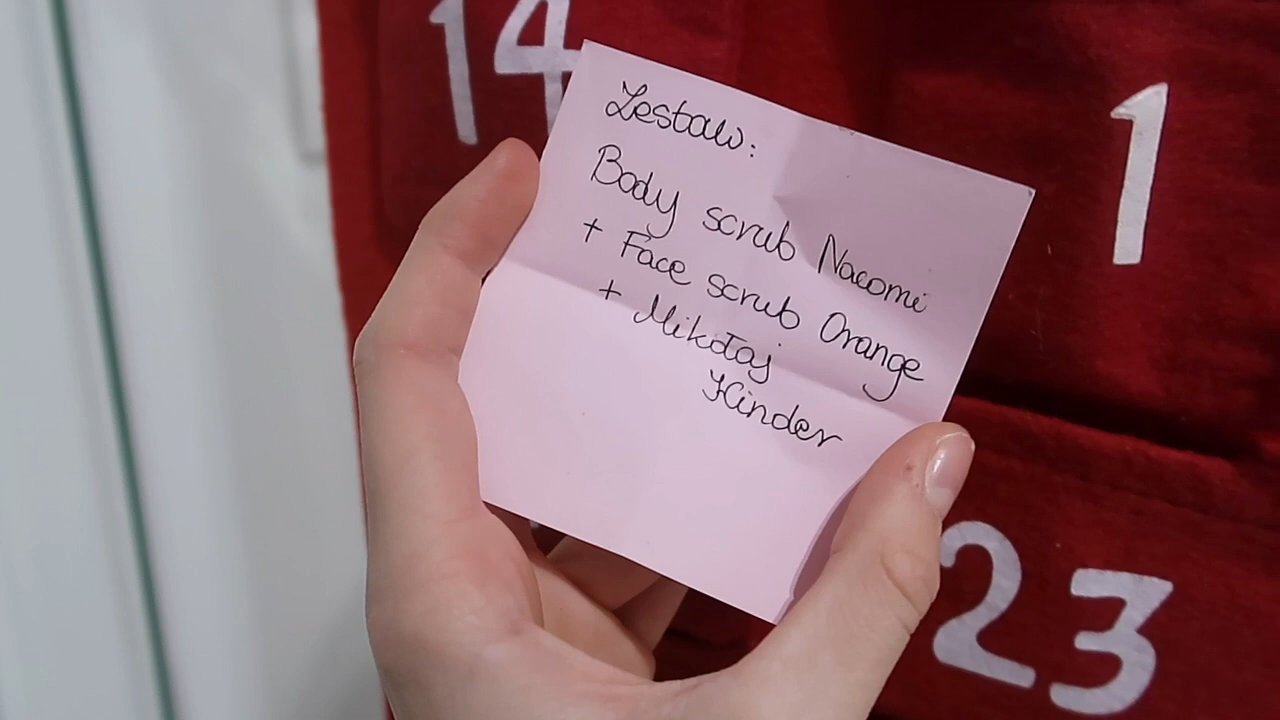 14
1
Zestaw:
Body scrub Nacomi
+ Face scrub Orange
+ Mikołaj
Kinder
23